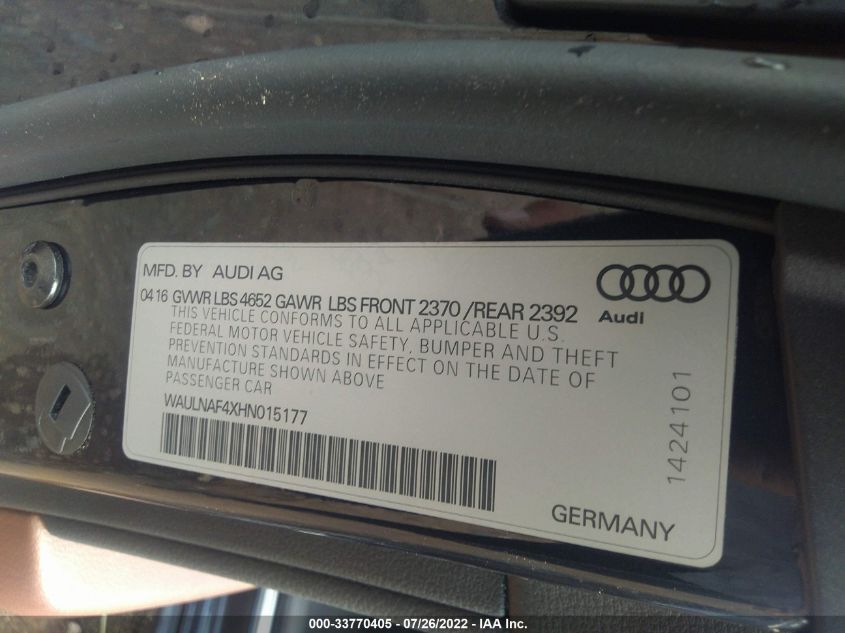 MFD. BY AUDI AG
0416 GVWR LBS 4652 GAWR LBS FRONT 2370 /REAR 2392
THIS VEHICLE CONFORMS TO ALL APPLICABLE U.S.
FEDERAL MOTOR VEHICLE SAFETY, BUMPER AND THEFT
PREVENTION STANDARDS IN EFFECT ON THE DATE OF
MANUFACTURE SHOWN ABOVE
PASSENGER CAR
WAULNAF4XHN015177
Audi
1424101
GERMANY
000-33770405 - 07/26/2022 - IAA Inc.